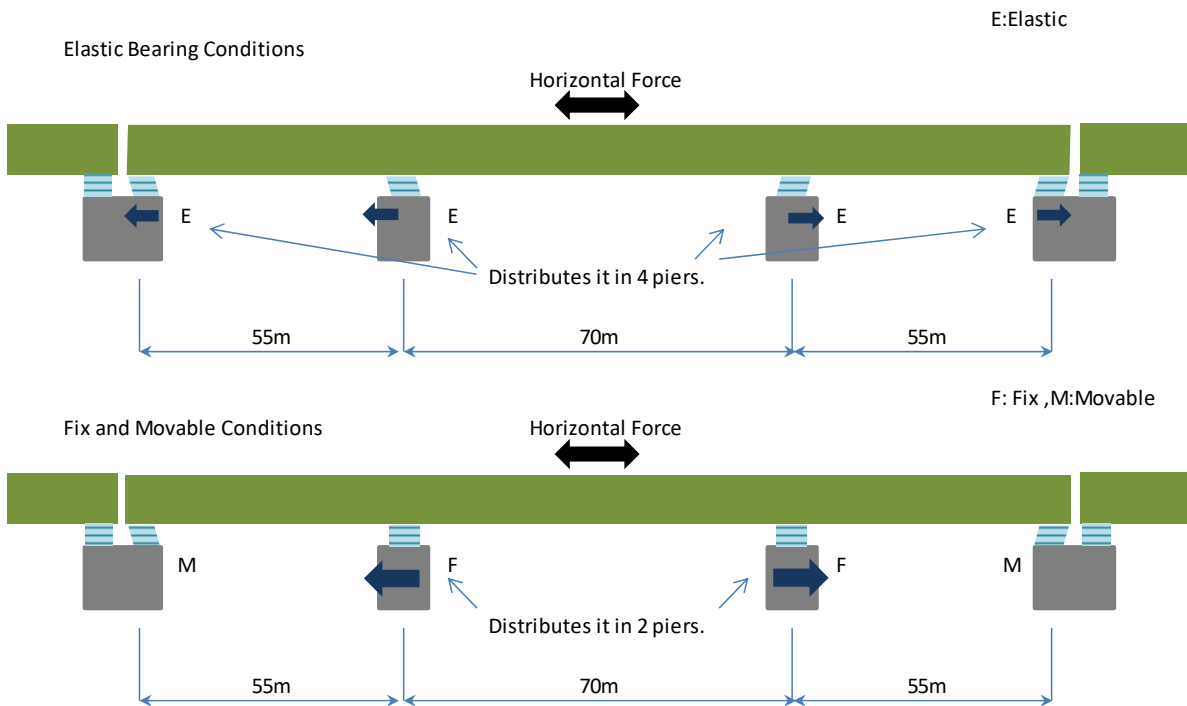 E:Elastic
Elastic Bearing Conditions
Horizontal Force
E
E
E
E
Distributes it in 4 piers.
55m
70m
55m
F: Fix ,M:Movable
Fix and Movable Conditions
Horizontal Force
M
F
F
M
Distributes it in 2 piers.
55m
70m
55m